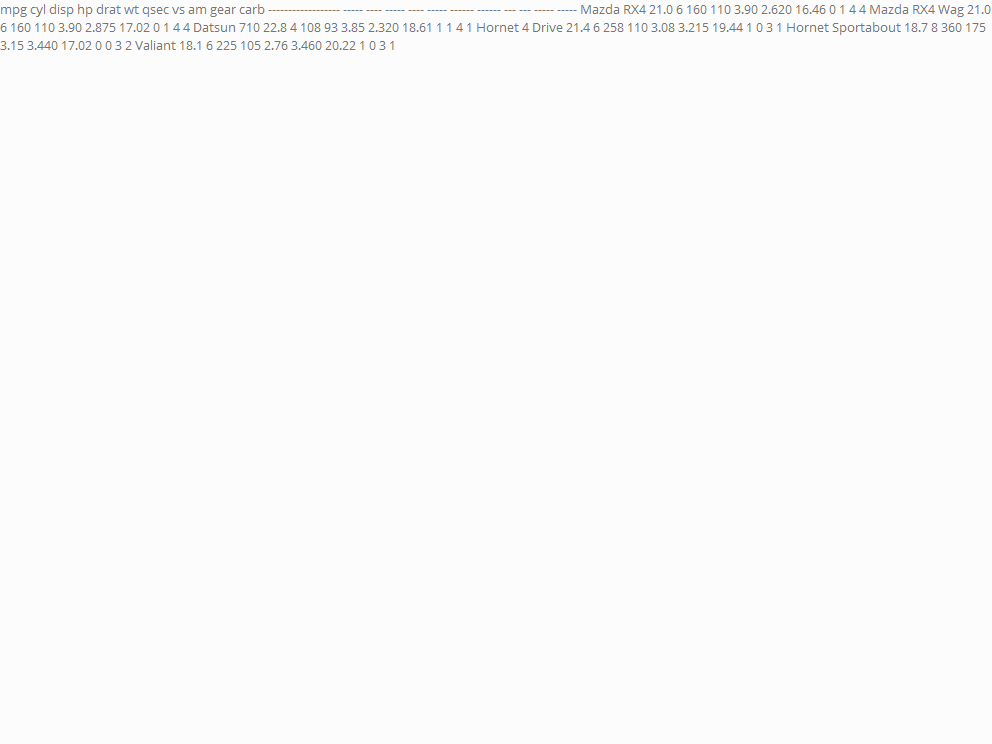 mpg cyl disp hp drat wt qsec vs am gear carb ----------------- ----- ---- ----- ---- ----- ------ ------ --- --- ----- ----- Mazda RX4 21.0 6 160 110 3.90 2.620 16.46 0 1 4 4 Mazda RX4 Wag 21.0
6 160 110 3.90 2.875 17.02 0 1 4 4 Datsun 710 22.8 4 108 93 3.85 2.320 18.61 1 1 4 1 Hornet 4 Drive 21.4 6 258 110 3.08 3.215 19.44 1 0 3 1 Hornet Sportabout 18.7 8 360 175
3.15 3.440 17.02 0 0 3 2 Valiant 18.1 6 225 105 2.76 3.460 20.22 1 0 3 1